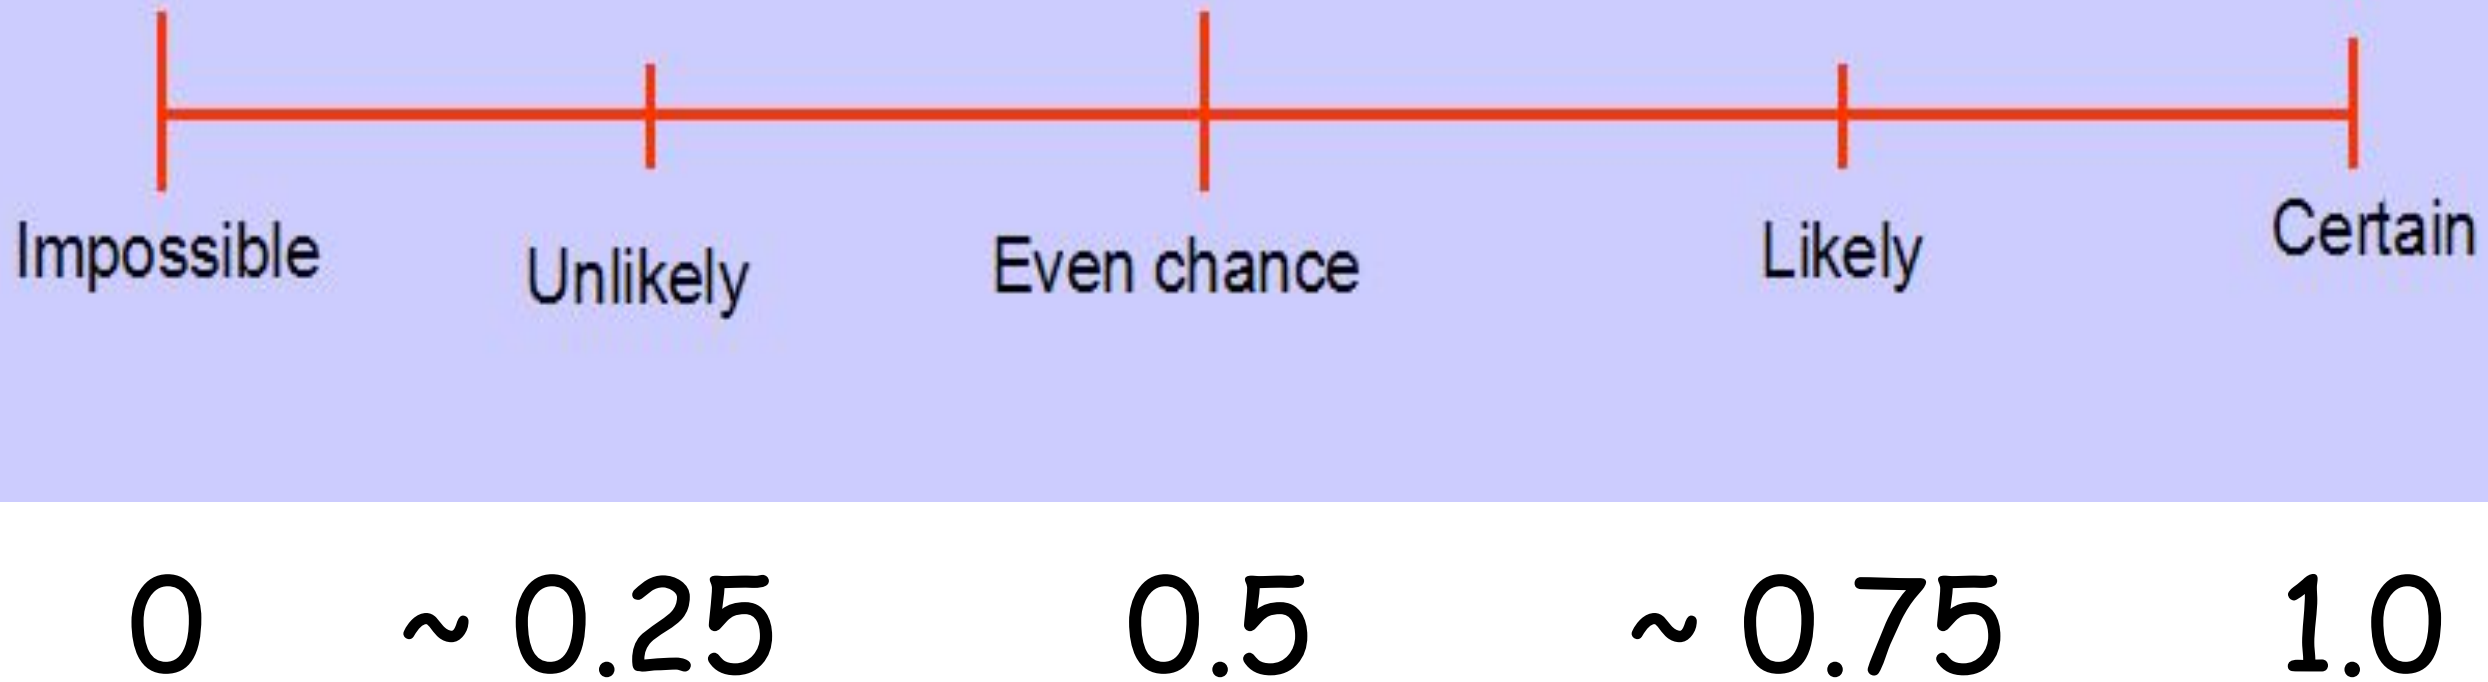 Impossible Unlikely Even chance Likely Certain
0 ~ 0.25 0.5 ~ 0.75 1.0